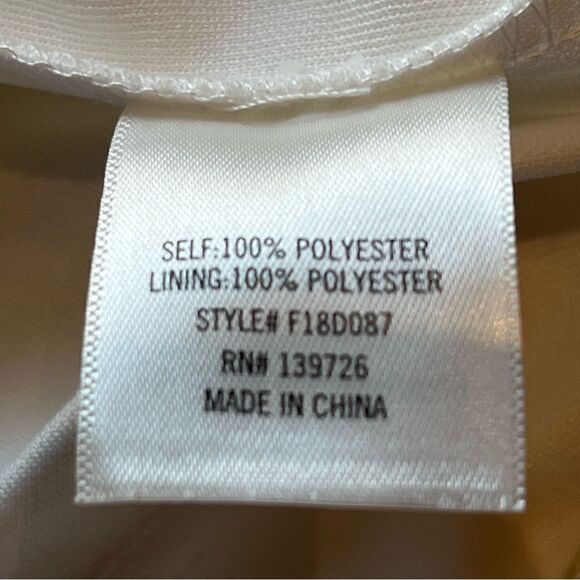 SELF:100% POLYESTER
LINING:100% POLYESTER
STYLE# F18D087
RN# 139726
MADE IN CHINA